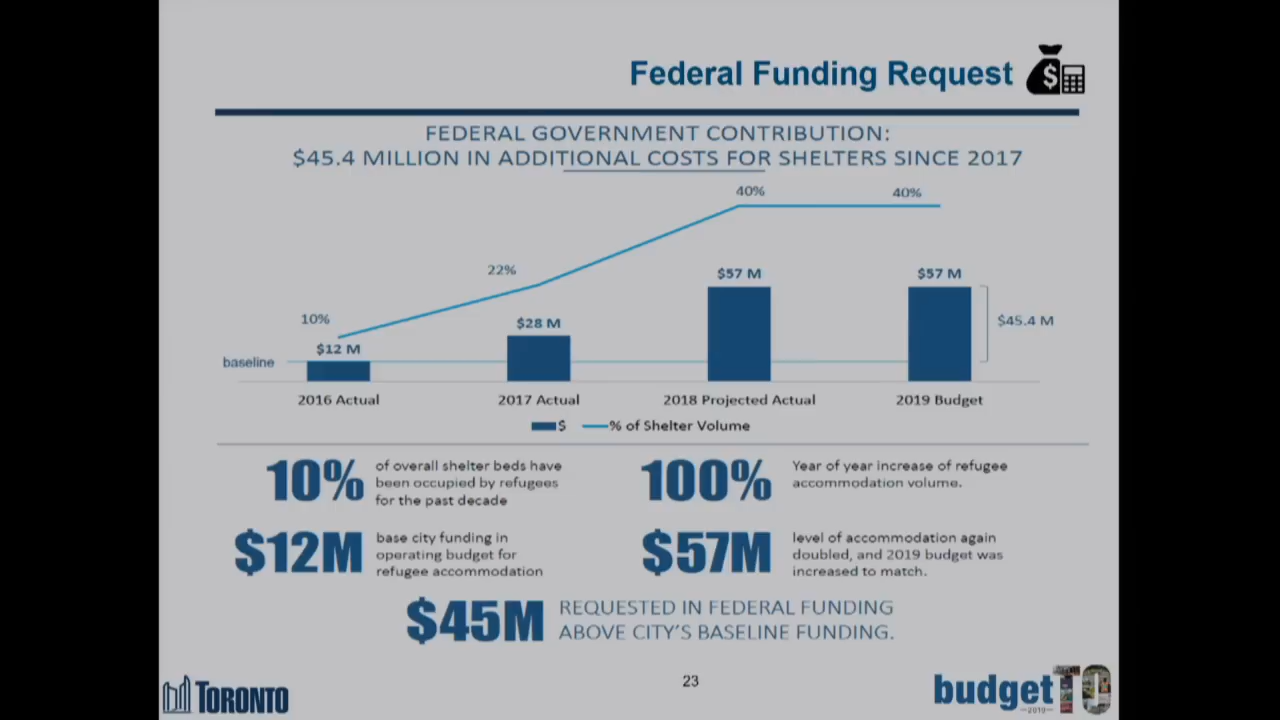 Federal Funding Request
$
FEDERAL GOVERNMENT CONTRIBUTION:
$45.4 MILLION IN ADDITIONAL COSTS FOR SHELTERS SINCE 2017
40%
40%
22%
$57 M
$57 M
10%
$28 M
$45.4 M
$12 M
baseline
2016 Actual
2017 Actual
2018 Projected Actual
2019 Budget
$
% of Shelter Volume
10%
of overall shelter beds have
been occupied by refugees
for the past decade
100%
Year of year increase of refugee
accommodation volume.
$12M
base city funding in
operating budget for
refugee accommodation
$57M
level of accommodation again
doubled, and 2019 budget was
increased to match.
$45M
REQUESTED IN FEDERAL FUNDING
ABOVE CITY'S BASELINE FUNDING.
TORONTO
23
budgetTO
2019